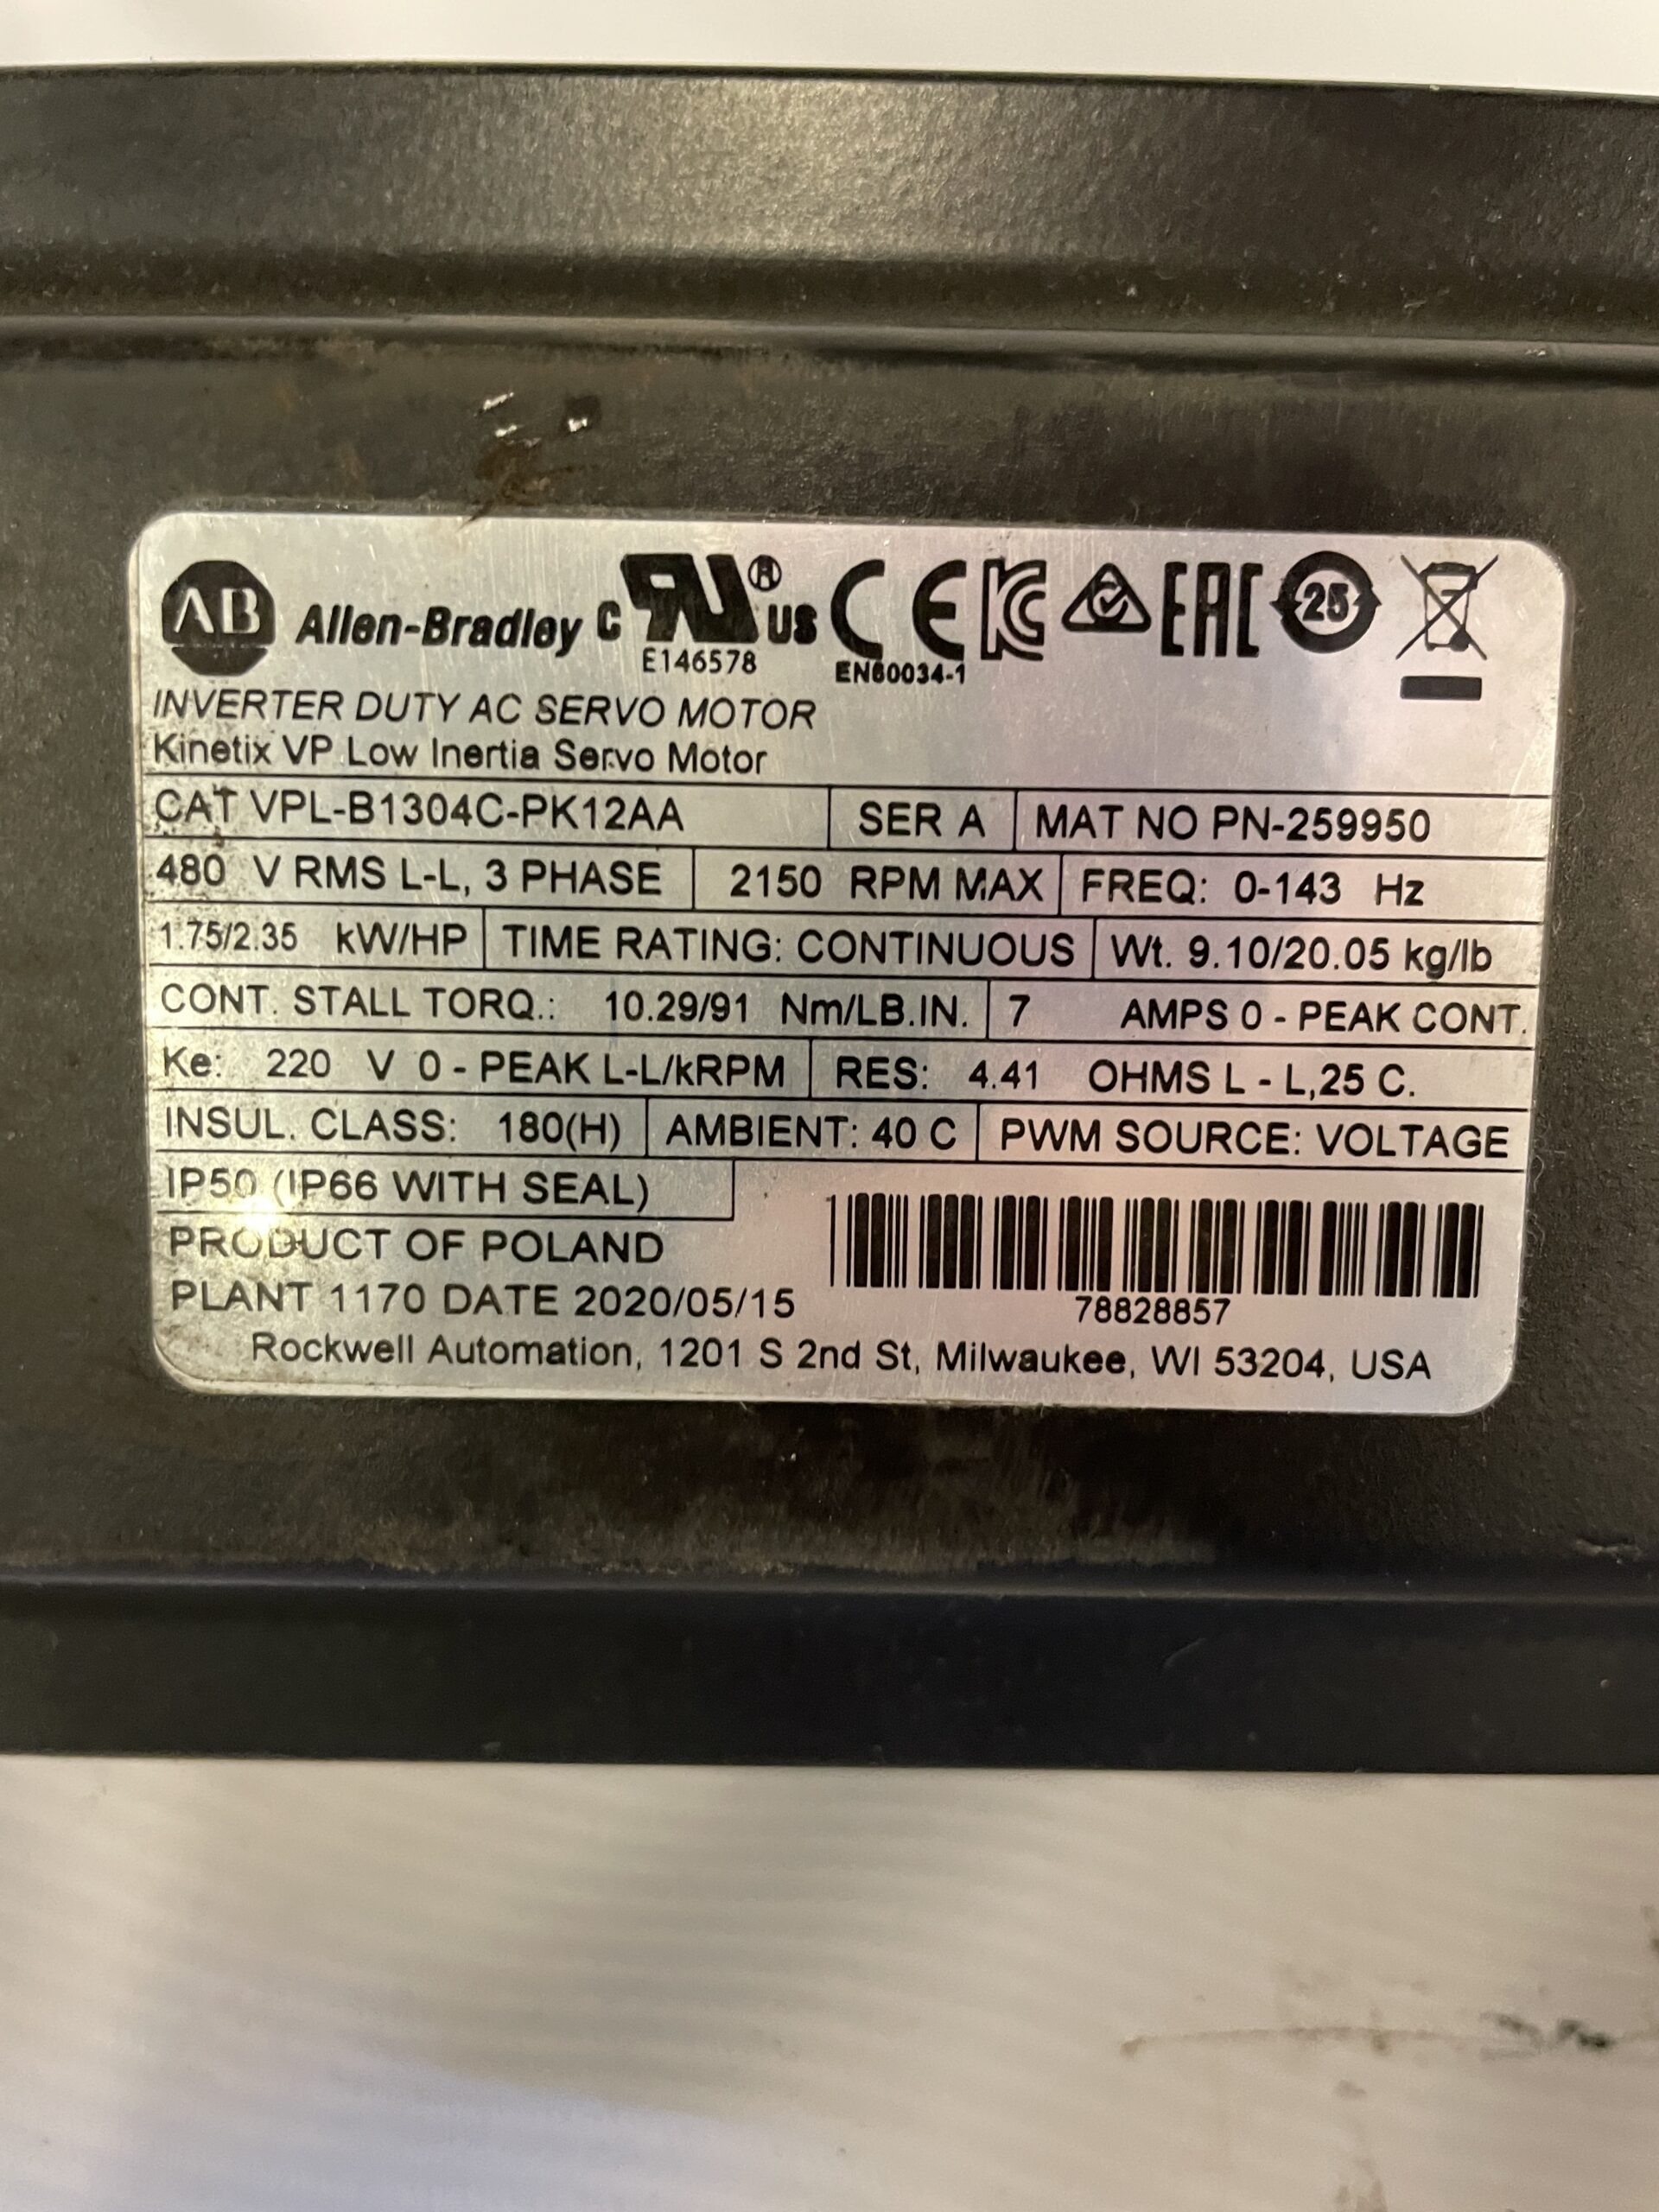 AB Allen-Bradley C RU ® US CE KC EAC 25
E146578 EN60034-1
INVERTER DUTY AC SERVO MOTOR
Kinetix VP Low Inertia Servo Motor
CAT VPL-B1304C-PK12AA SER A MAT NO PN-259950
480 V RMS L-L, 3 PHASE 2150 RPM MAX FREQ: 0-143 Hz
1.75/2.35 kW/HP TIME RATING: CONTINUOUS Wt. 9.10/20.05 kg/lb
CONT. STALL TORQ.: 10.29/91 Nm/LB.IN. 7 AMPS 0 - PEAK CONT.
Ke: 220 V 0 - PEAK L-L/kRPM RES: 4.41 OHMS L - L,25 C.
INSUL. CLASS: 180(H) AMBIENT: 40 C PWM SOURCE: VOLTAGE
IP50 (IP66 WITH SEAL)
PRODUCT OF POLAND
PLANT 1170 DATE 2020/05/15 78828857
Rockwell Automation, 1201 S 2nd St, Milwaukee, WI 53204, USA